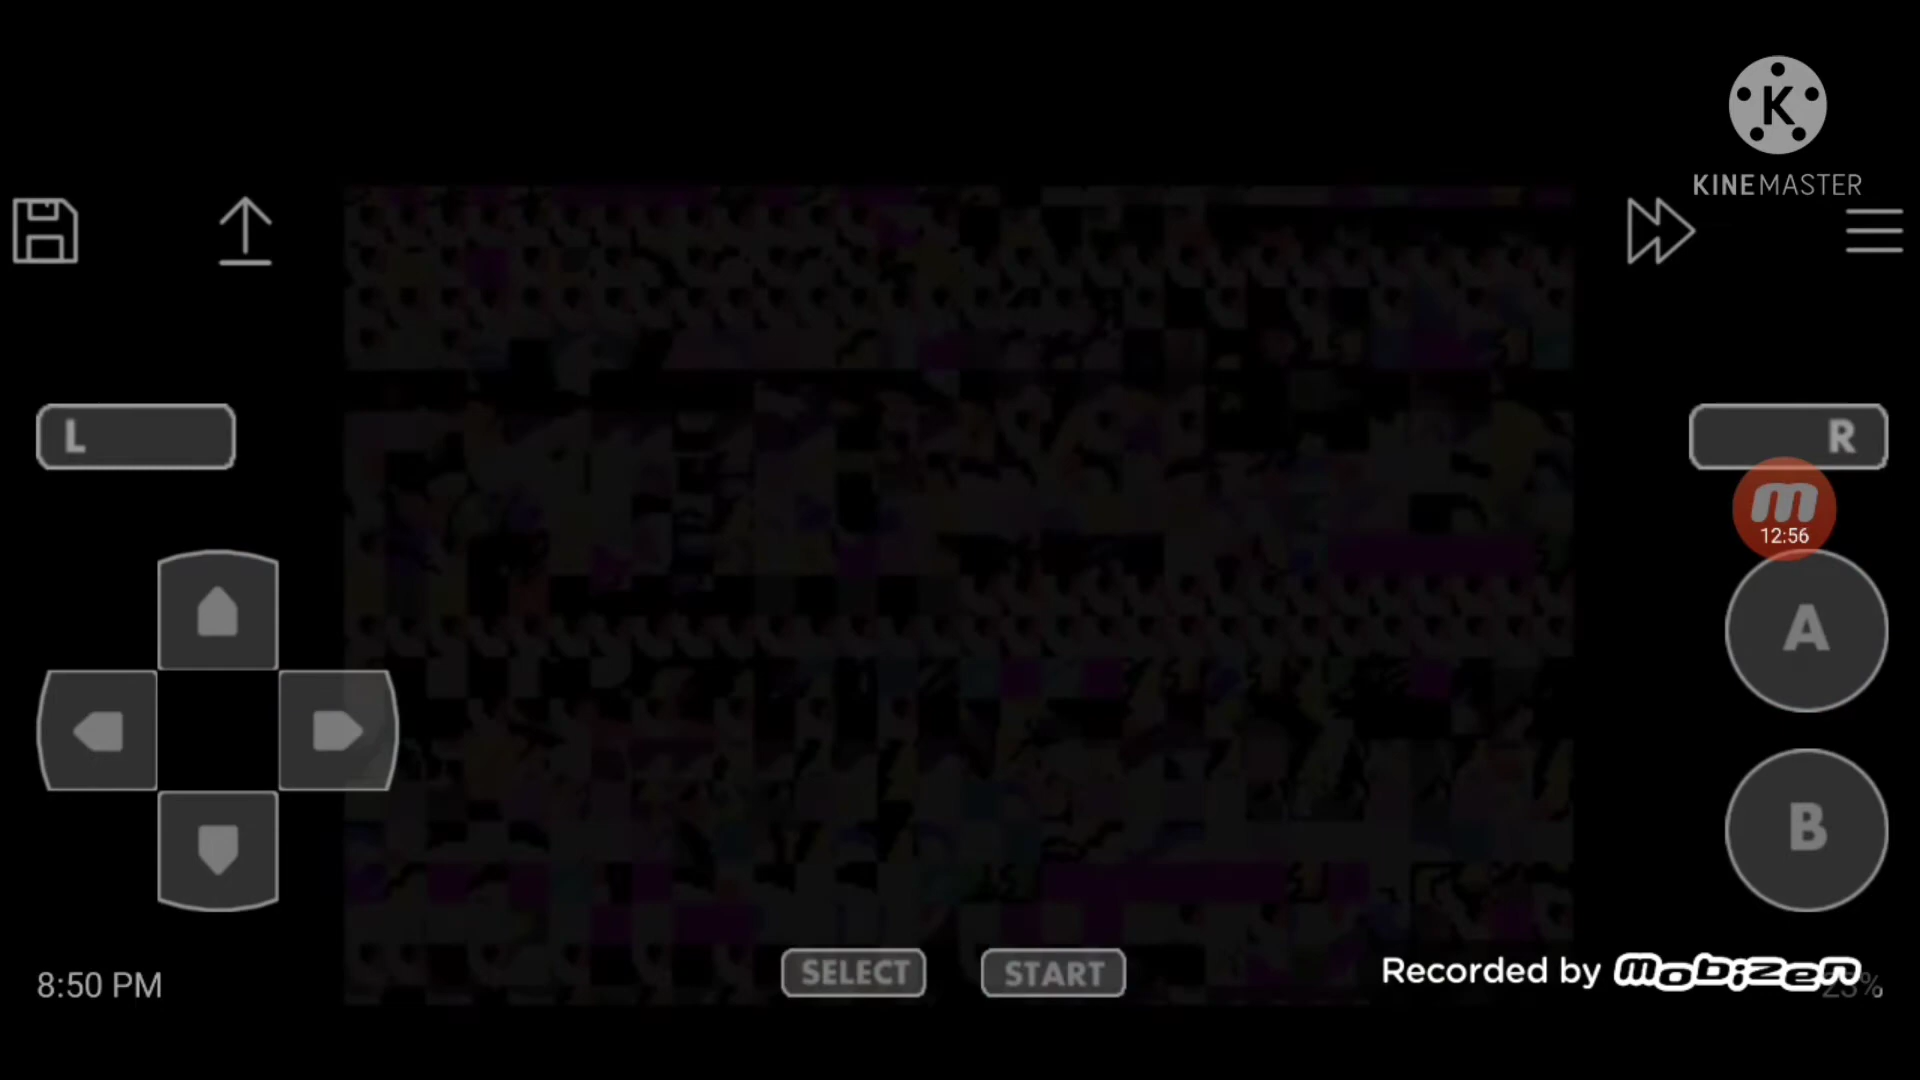 K
KINEMASTER
L
R
m
12:56
A
B
SELECT
START
8:50 PM
Recorded by mobizen